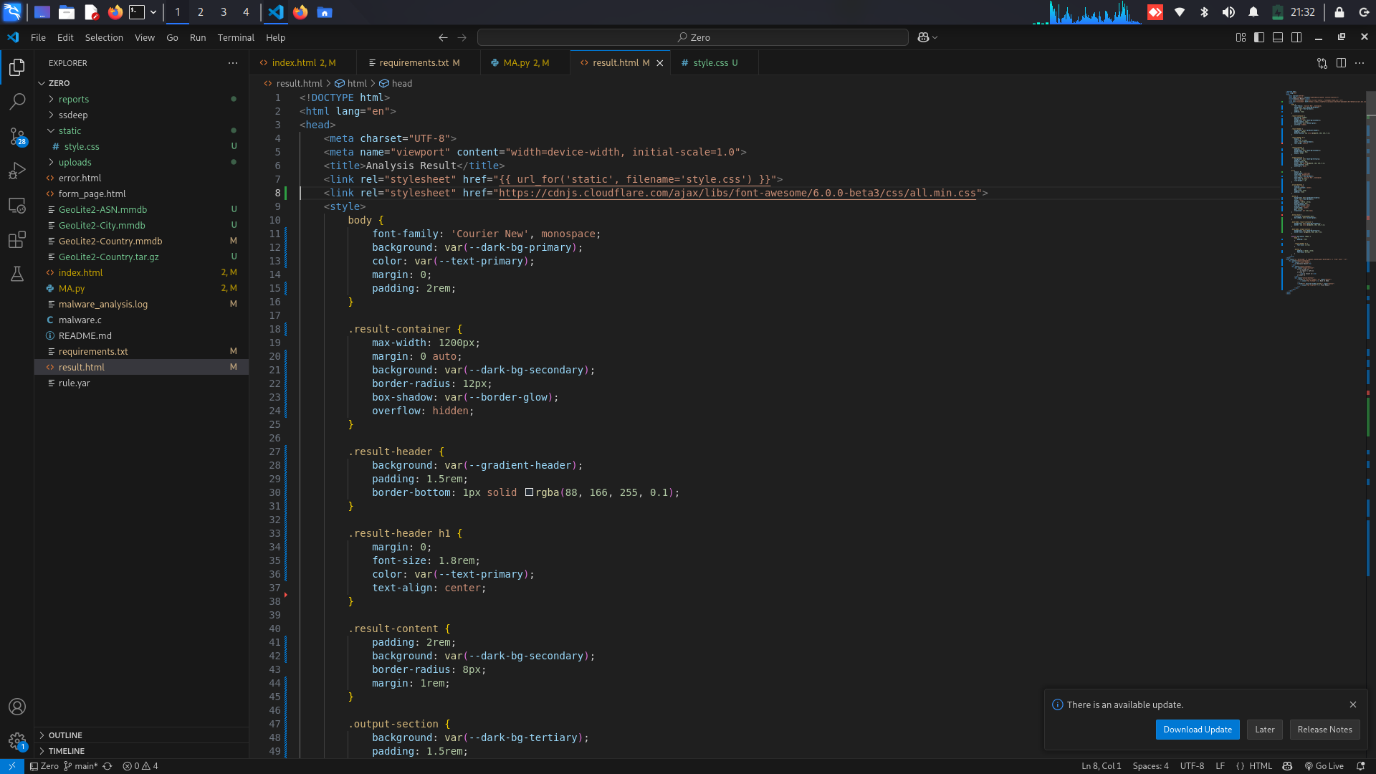 1 2 3 4
21:32
File Edit Selection View Go Run Terminal Help
Zero
EXPLORER
index.html 2, M
requirements.txt M
MA.py 2, M
result.html M
style.css U
result.html > html > head
ZERO
reports
ssdeep
static
style.css U
uploads
error.html
form_page.html
GeoLite2-ASN.mmdb U
GeoLite2-City.mmdb U
GeoLite2-Country.mmdb M
GeoLite2-Country.tar.gz U
index.html 2, M
MA.py 2, M
malware_analysis.log M
malware.c
README.md
requirements.txt M
result.html M
rule.yar
28
1
OUTLINE
TIMELINE
1 <!DOCTYPE html>
2 <html lang="en">
3 <head>
4 <meta charset="UTF-8">
5 <meta name="viewport" content="width=device-width, initial-scale=1.0">
6 <title>Analysis Result</title>
7 <link rel="stylesheet" href="{{ url_for('static', filename='style.css') }}">
8 <link rel="stylesheet" href="https://cdnjs.cloudflare.com/ajax/libs/font-awesome/6.0.0-beta3/css/all.min.css">
9 <style>
10 body {
11 font-family: 'Courier New', monospace;
12 background: var(--dark-bg-primary);
13 color: var(--text-primary);
14 margin: 0;
15 padding: 2rem;
16 }
17
18 .result-container {
19 max-width: 1200px;
20 margin: 0 auto;
21 background: var(--dark-bg-secondary);
22 border-radius: 12px;
23 box-shadow: var(--border-glow);
24 overflow: hidden;
25 }
26
27 .result-header {
28 background: var(--gradient-header);
29 padding: 1.5rem;
30 border-bottom: 1px solid rgba(88, 166, 255, 0.1);
31 }
32
33 .result-header h1 {
34 margin: 0;
35 font-size: 1.8rem;
36 color: var(--text-primary);
37 text-align: center;
38 }
39
40 .result-content {
41 padding: 2rem;
42 background: var(--dark-bg-secondary);
43 border-radius: 8px;
44 margin: 1rem;
45 }
46
47 .output-section {
48 background: var(--dark-bg-tertiary);
49 padding: 1.5rem;
There is an available update.
Download Update Later Release Notes
Zero main* 0 4
Ln 8, Col 1 Spaces: 4 UTF-8 LF {} HTML Go Live